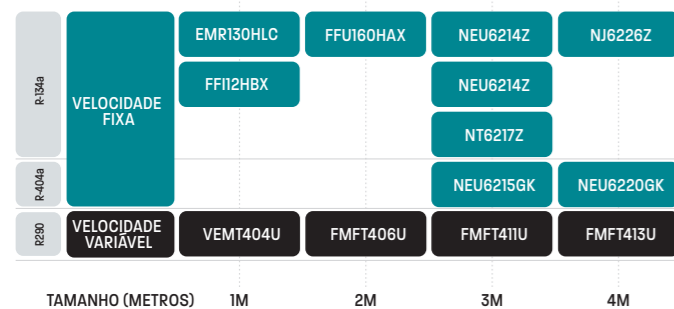 R-134a
VELOCIDADE
FIXA
EMR130HLC
FFU160HAX
NEU6214Z
NJ6226Z
FFI12HBX
NEU6214Z
NT6217Z
R-404a
NEU6215GK
NEU6220GK
R290
VELOCIDADE
VARIÁVEL
VEMT404U
FMFT406U
FMFT411U
FMFT413U
TAMANHO (METROS)
1M
2M
3M
4M